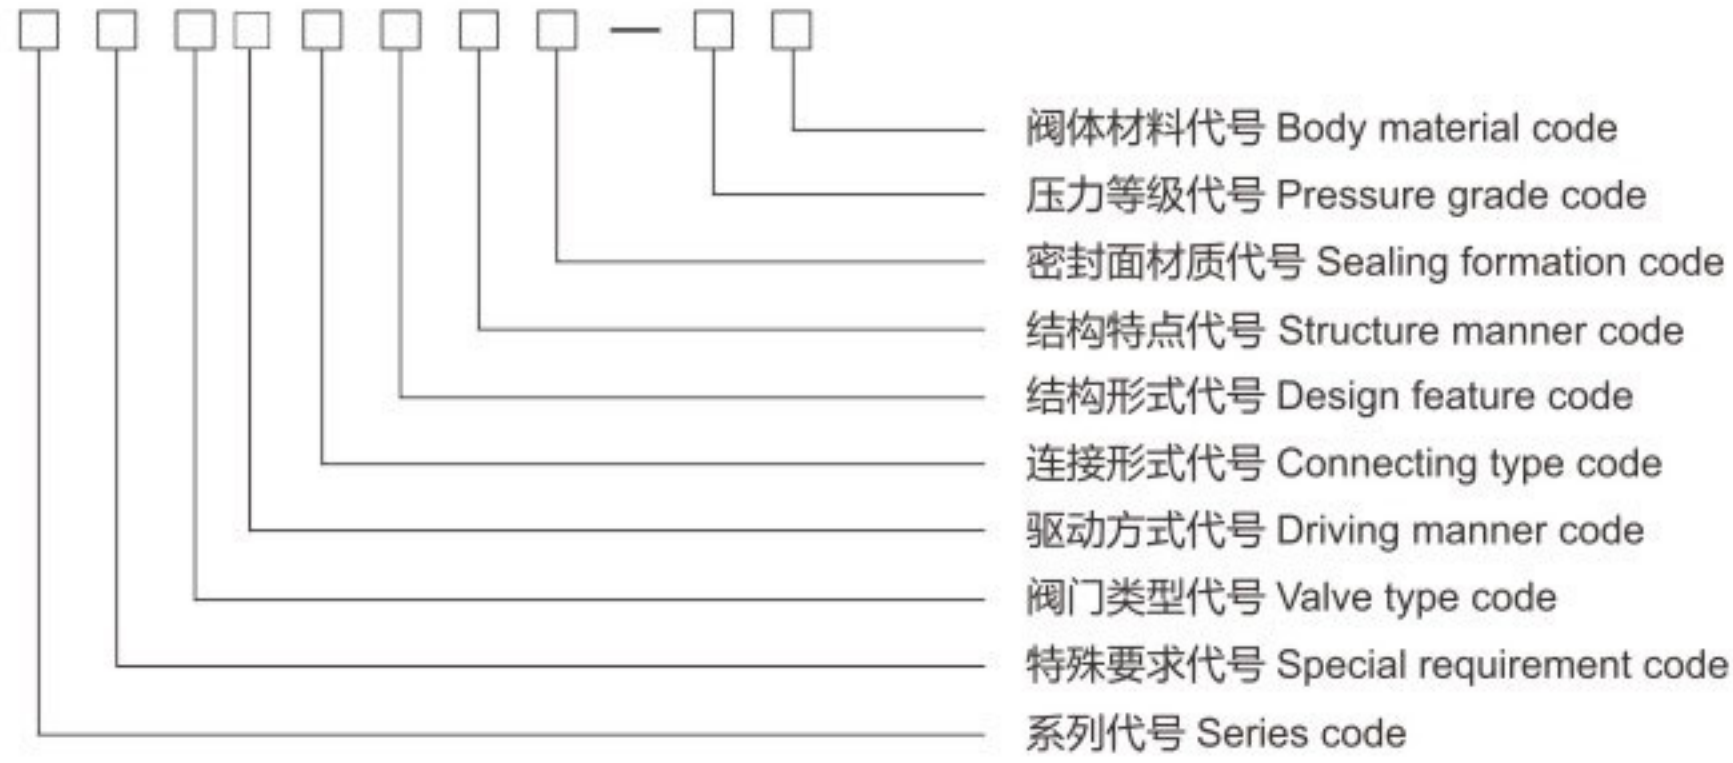 阀体材料代号 Body material code
压力等级代号 Pressure grade code
密封面材质代号 Sealing formation code
结构特点代号 Structure manner code
结构形式代号 Design feature code
连接形式代号 Connecting type code
驱动方式代号 Driving manner code
阀门类型代号 Valve type code
特殊要求代号 Special requirement code
系列代号 Series code